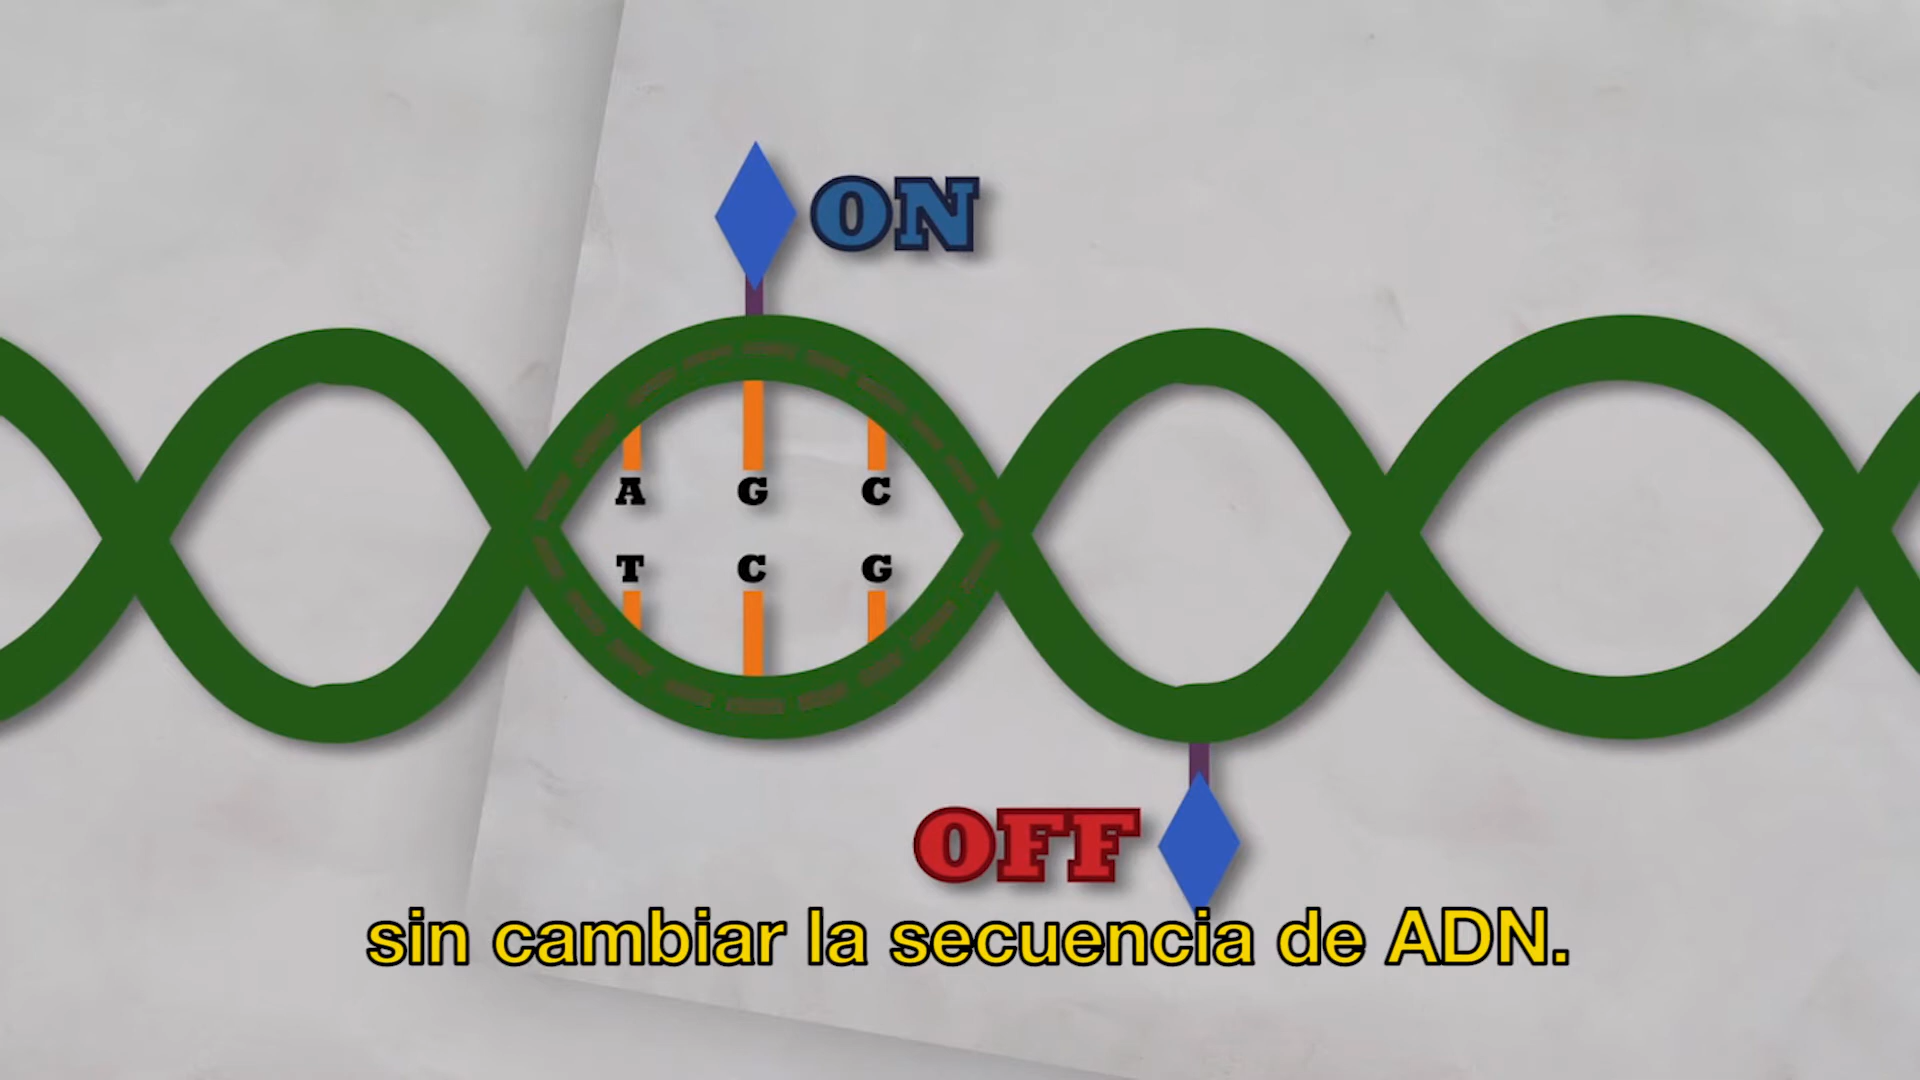 ON
A G C
T C G
OFF
sin cambiar la secuencia de ADN.